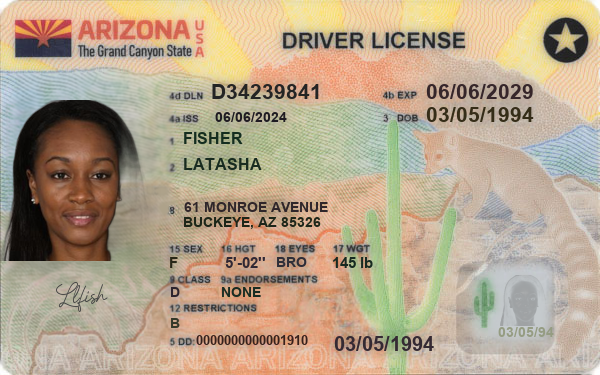 ARIZONA USA
The Grand Canyon State
DRIVER LICENSE
4d DLN D34239841
4b EXP 06/06/2029
4a ISS 06/06/2024
3 DOB 03/05/1994
1 FISHER
2 LATASHA
8 61 MONROE AVENUE
BUCKEYE, AZ 85326
15 SEX 16 HGT 18 EYES 17 WGT
F 5'-02" BRO 145 lb
9 CLASS 9a ENDORSEMENTS
D NONE
12 RESTRICTIONS
B
5 DD: 0000000000001910
03/05/1994
03/05/94
Lfish
ARIZONA ARIZONA ARIZONA